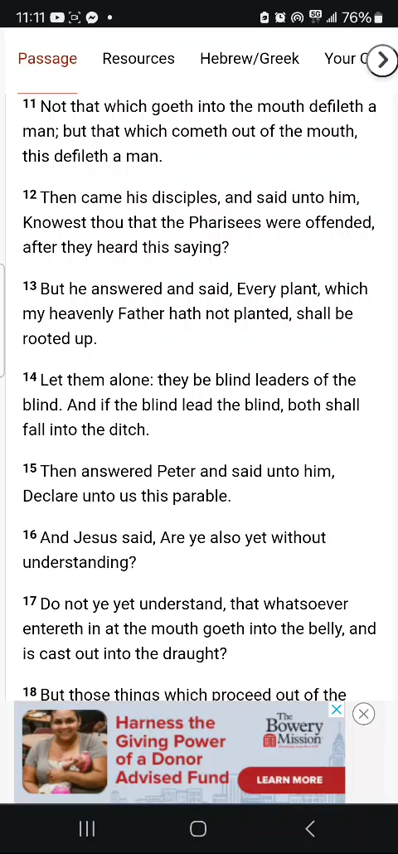 11:11
5G
76%
Passage Resources Hebrew/Greek Your
11 Not that which goeth into the mouth defileth a
man; but that which cometh out of the mouth,
this defileth a man.
12 Then came his disciples, and said unto him,
Knowest thou that the Pharisees were offended,
after they heard this saying?
13 But he answered and said, Every plant, which
my heavenly Father hath not planted, shall be
rooted up.
14 Let them alone: they be blind leaders of the
blind. And if the blind lead the blind, both shall
fall into the ditch.
15 Then answered Peter and said unto him,
Declare unto us this parable.
16 And Jesus said, Are ye also yet without
understanding?
17 Do not ye yet understand, that whatsoever
entereth in at the mouth goeth into the belly, and
is cast out into the draught?
18 But those things which proceed out of the
Harness the
Giving Power
of a Donor
Advised Fund
The
Bowery
Mission
LEARN MORE